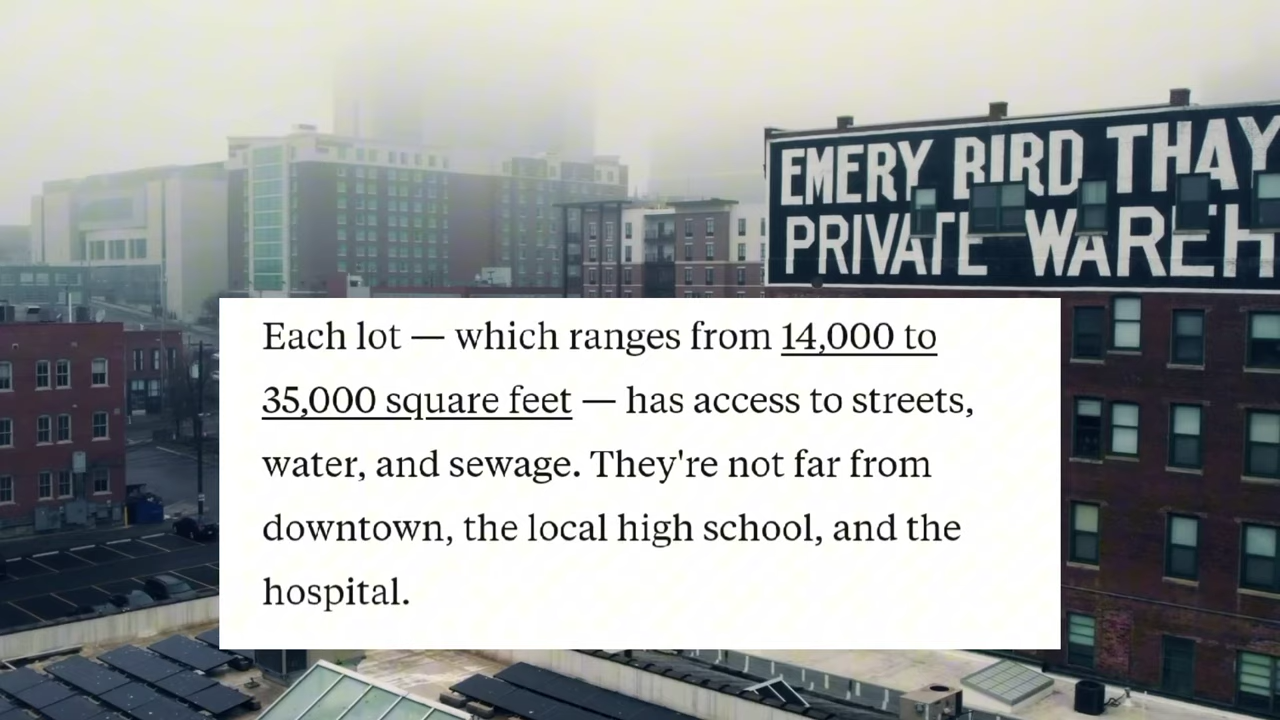 EMERY BIRD THAY
PRIVATE WAREH
Each lot — which ranges from 14,000 to
35,000 square feet — has access to streets,
water, and sewage. They're not far from
downtown, the local high school, and the
hospital.